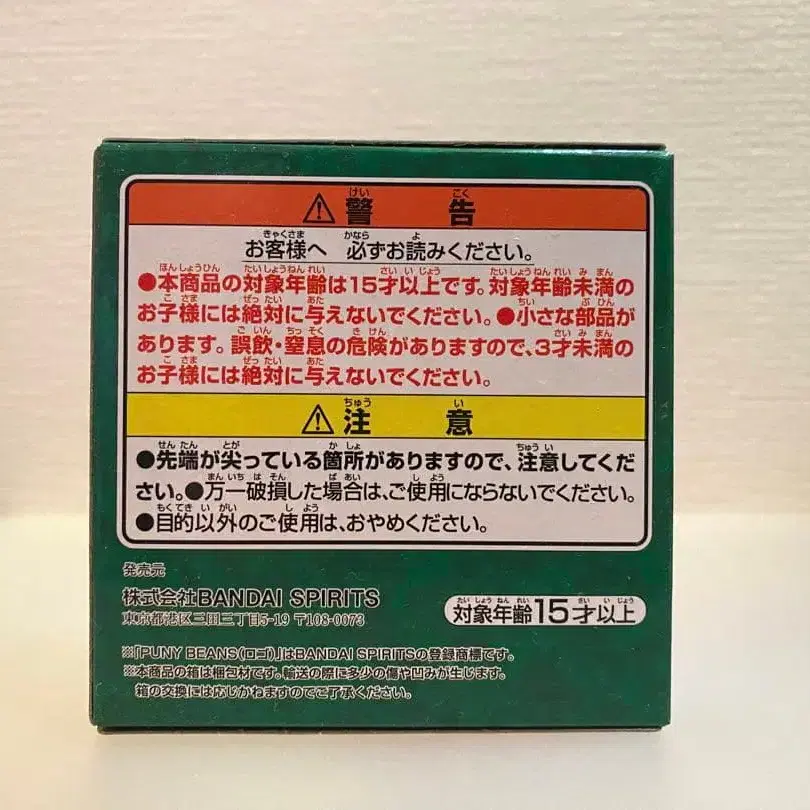 ⚠警告
お客様へ 必ずお読みください。
●本商品の対象年齢は15才以上です。対象年齢未満の
お子様には絶対に与えないでください。●小さな部品が
あります。誤飲・窒息の危険がありますので、3才未満の
お子様には絶対に与えないでください。
⚠注意
●先端が尖っている箇所がありますので、注意してくだ
さい。●万一破損した場合は、ご使用にならないでください。
●目的以外のご使用は、おやめください。
発売元
株式会社BANDAI SPIRITS
東京都港区三田三丁目5-19 〒108-0073
対象年齢15才以上
※「PUNY BEANS(ロゴ)」はBANDAI SPIRITSの登録商標です。
※本商品の箱は梱包材です。輸送の際に多少の傷や凹みが生じます。
箱の交換には応じかねますのでご了承ください。